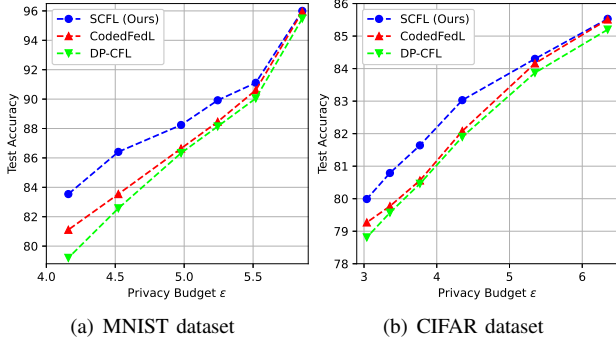 SCFL (Ours)
CodedFedL
DP-CFL
96
94
92
90
88
86
84
82
80
4.0
4.5
5.0
5.5
Test Accuracy
Privacy Budget ε
(a) MNIST dataset
SCFL (Ours)
CodedFedL
DP-CFL
86
85
84
83
82
81
80
79
78
3
4
5
6
Test Accuracy
Privacy Budget ε
(b) CIFAR dataset